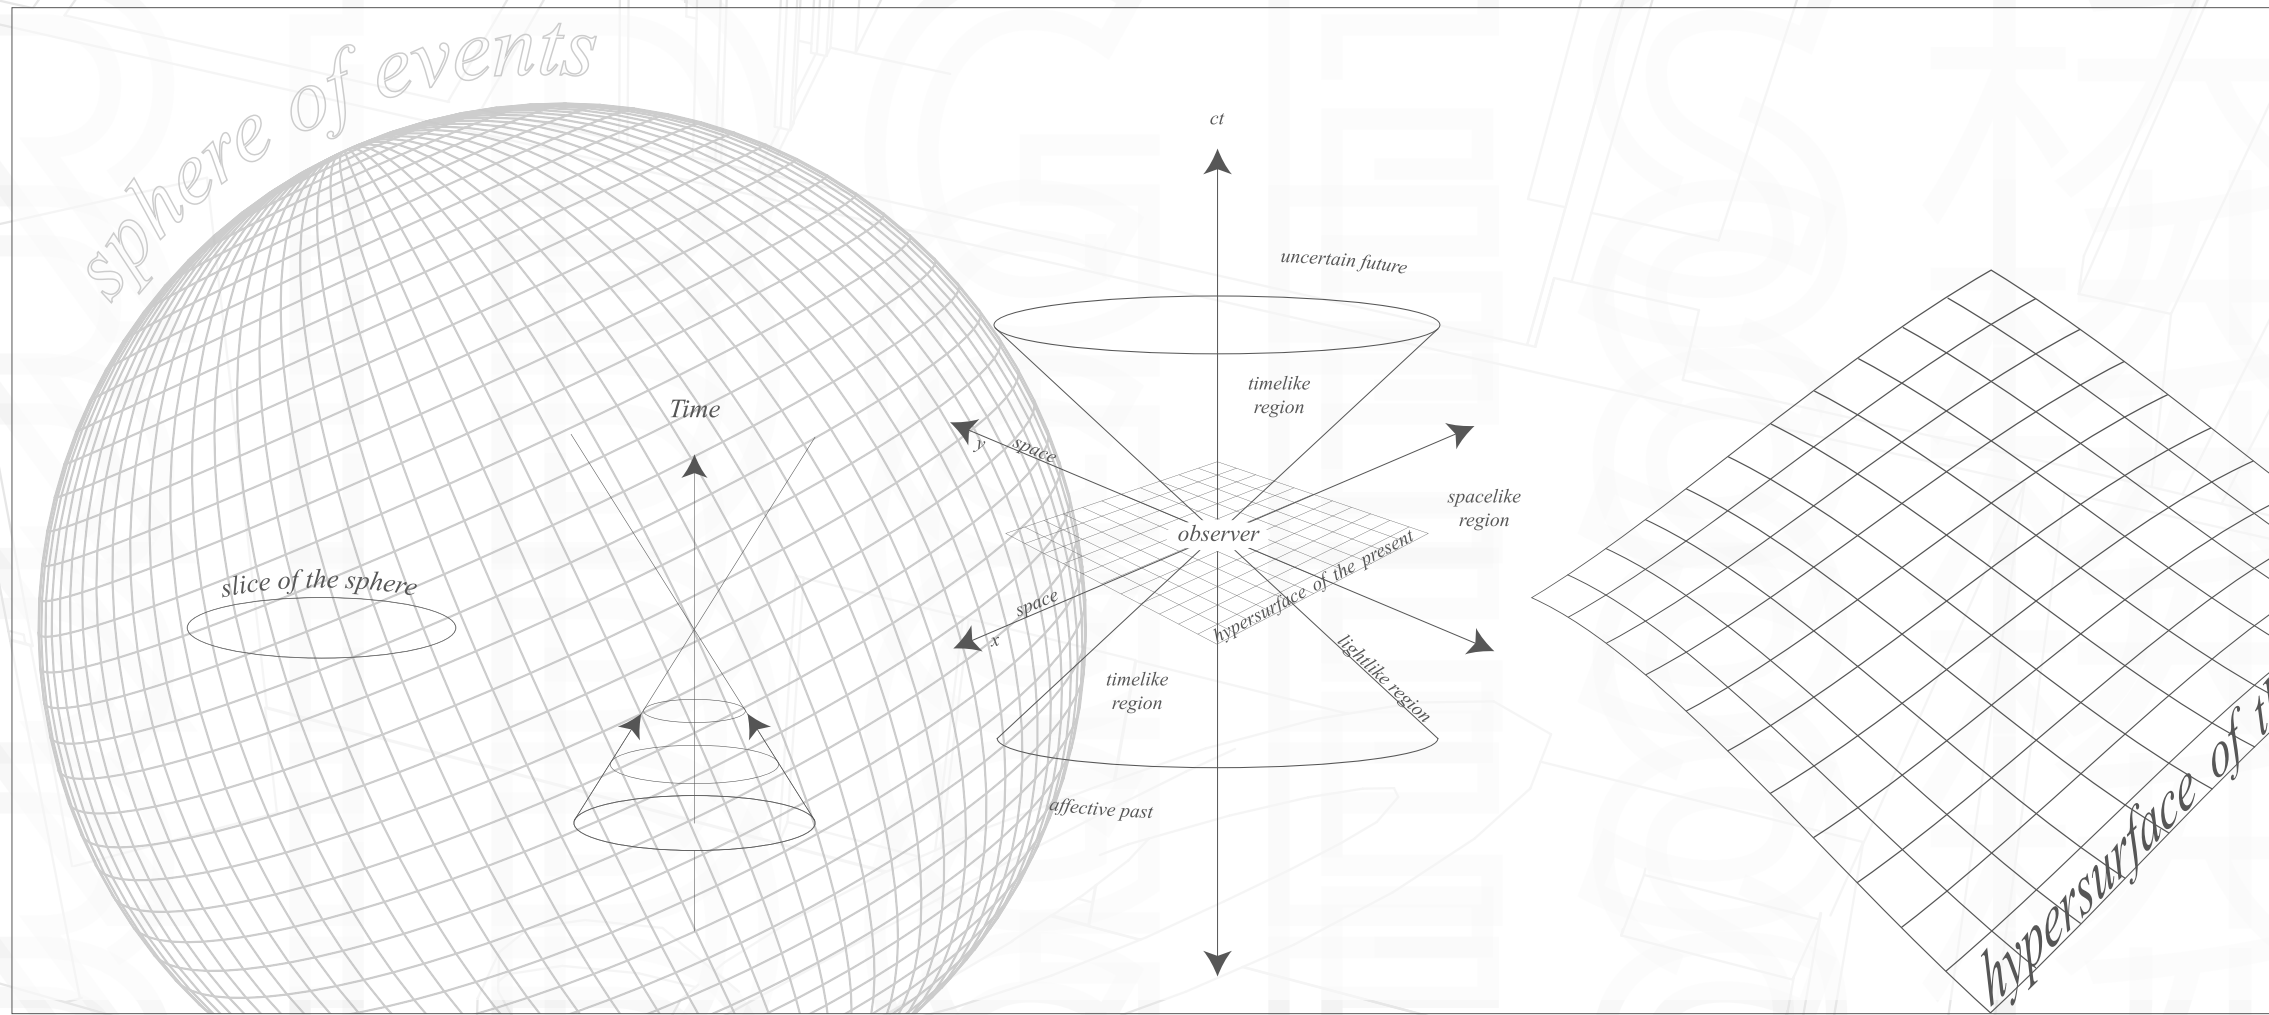 sphere of events
ct
uncertain future
timelike
region
Time
y
space
spacelike
region
observer
hypersurface of the present
slice of the sphere
space
x
lightlike region
timelike
region
affective past
hypersurface of